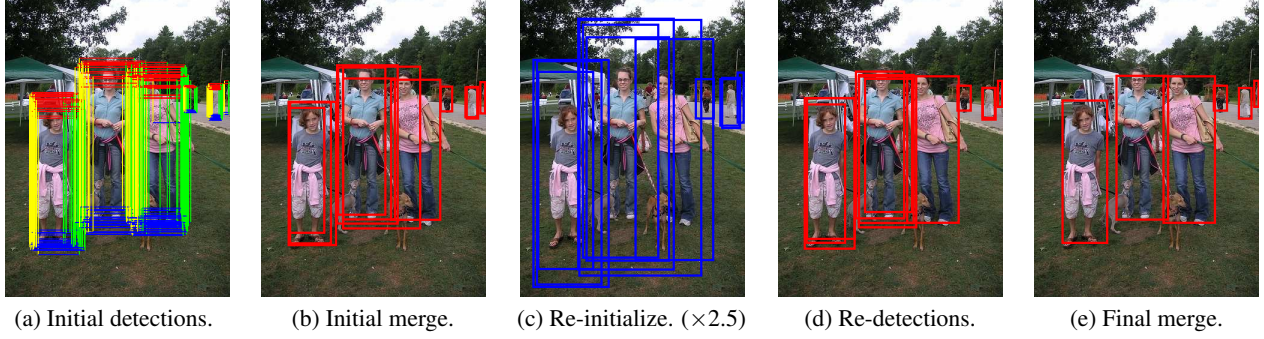 (a) Initial detections.
(b) Initial merge.
(c) Re-initialize. (×2.5)
(d) Re-detections.
(e) Final merge.